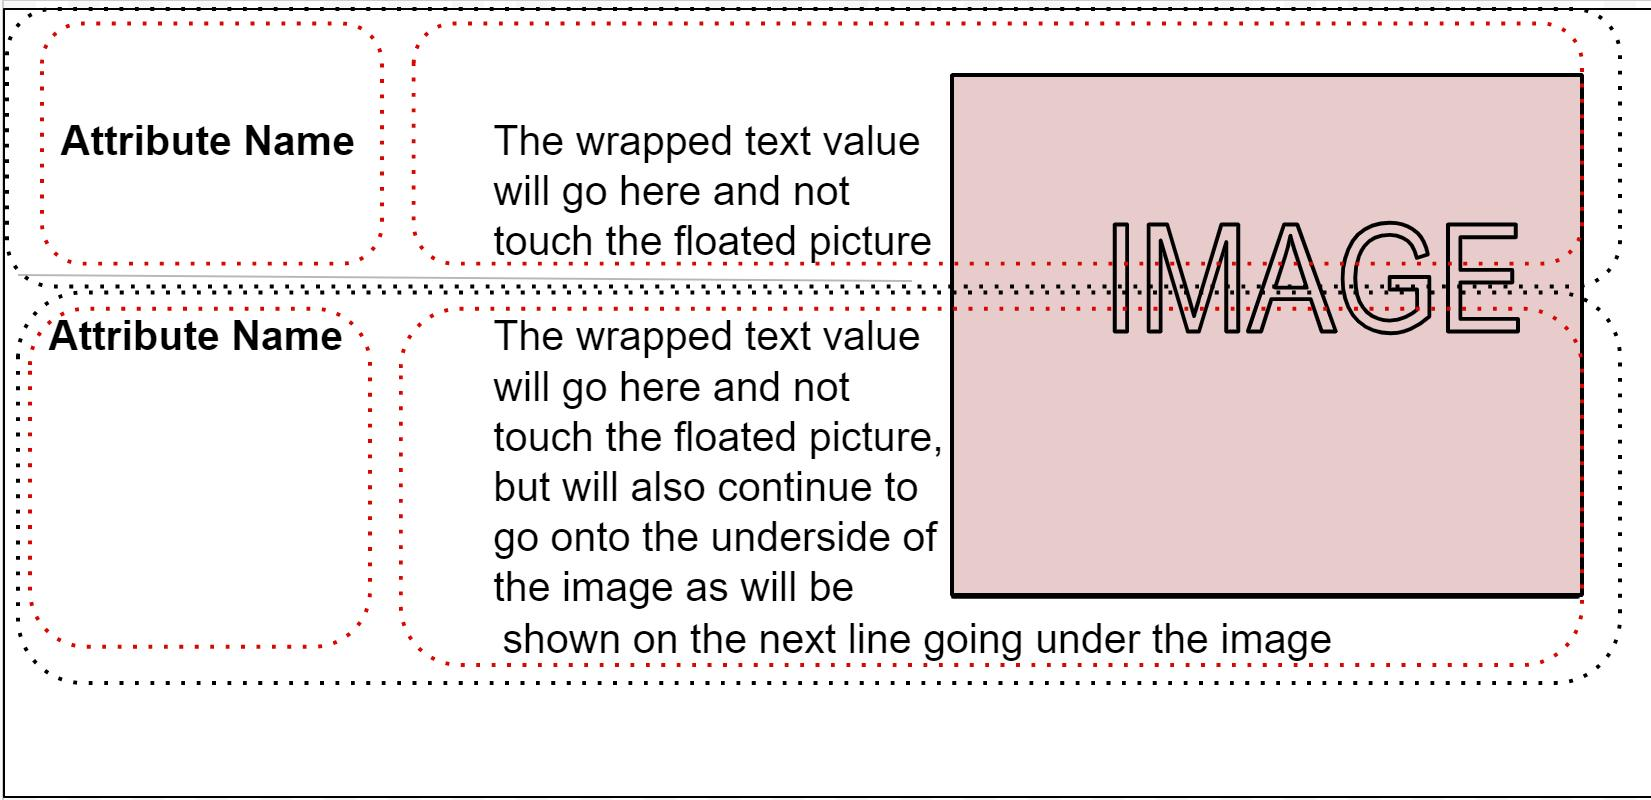 Attribute Name
The wrapped text value
will go here and not
touch the floated picture
IMAGE
Attribute Name
The wrapped text value
will go here and not
touch the floated picture,
but will also continue to
go onto the underside of
the image as will be
shown on the next line going under the image